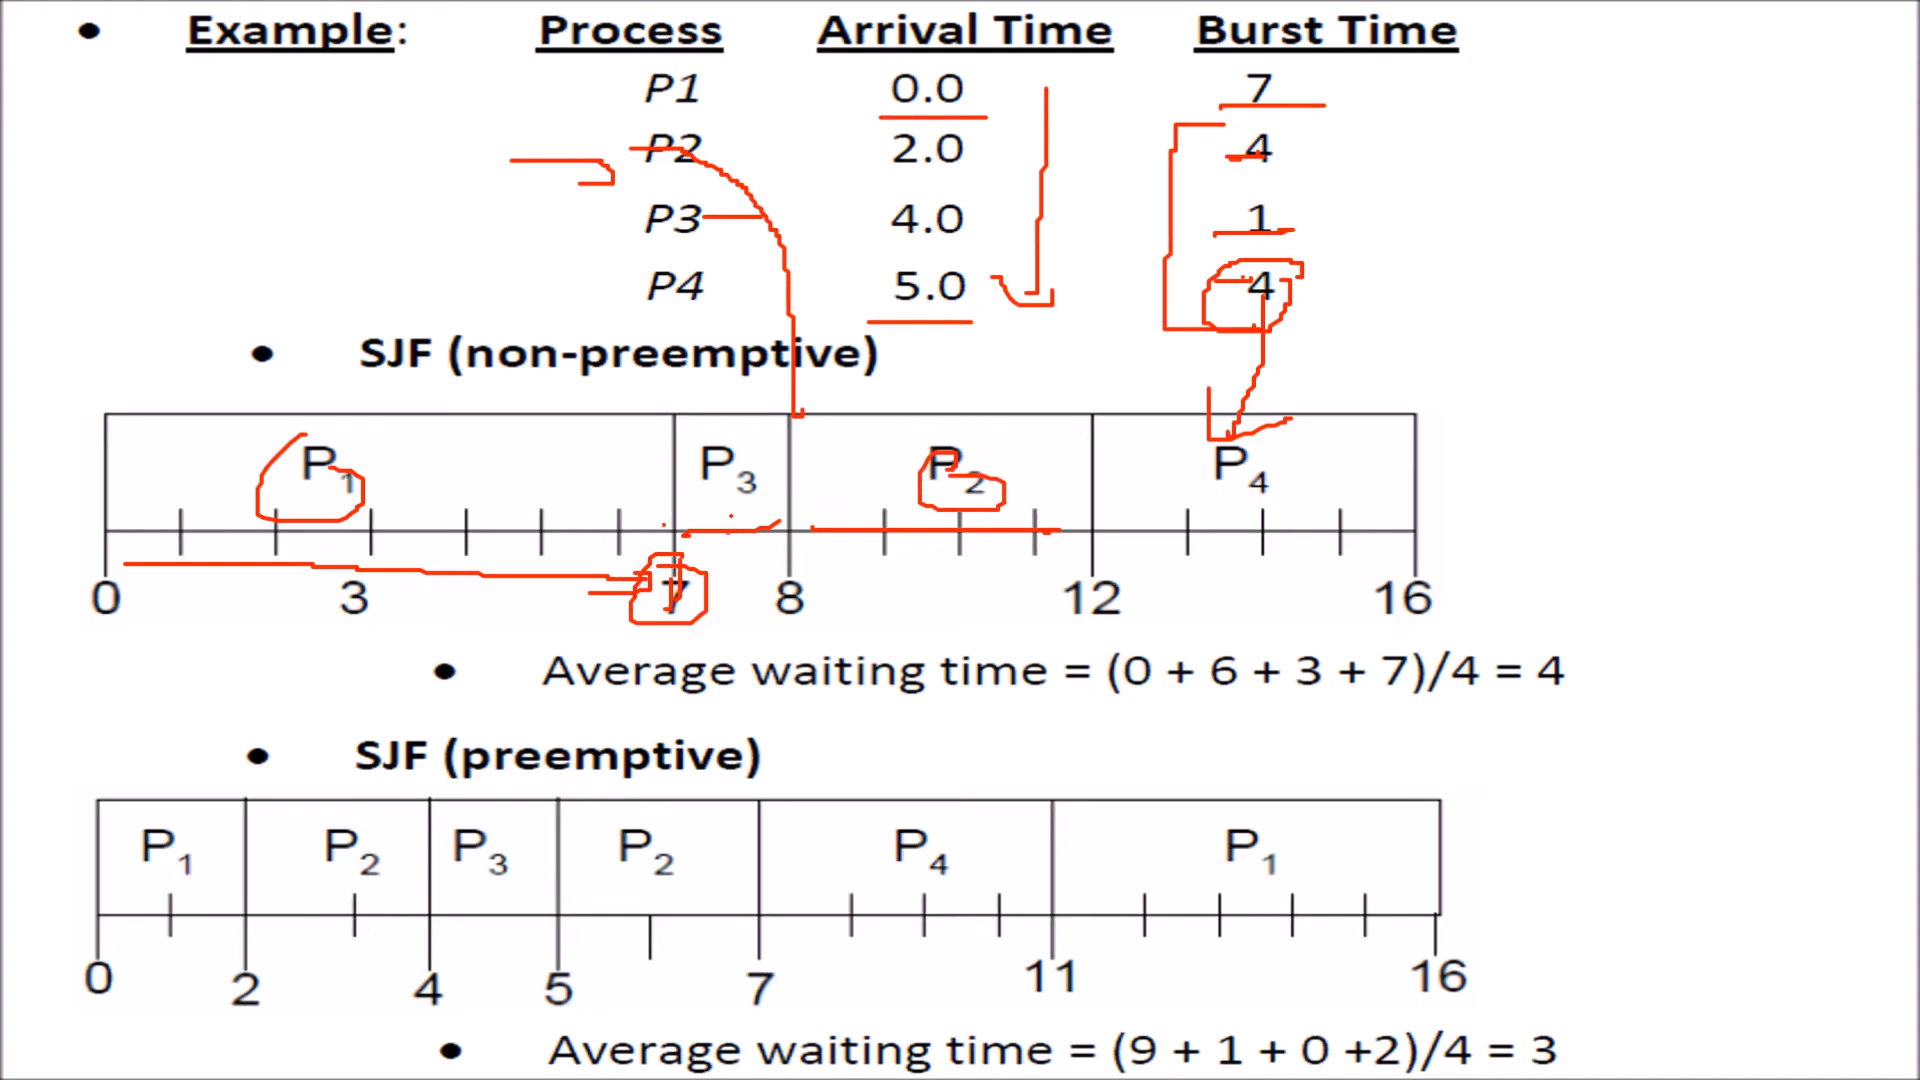 • Example: Process Arrival Time Burst Time
P1 0.0 7
P2 2.0 4
P3 4.0 1
P4 5.0 4
• SJF (non-preemptive)
P1 P3 P2 P4
0 3 7 8 12 16
• Average waiting time = (0 + 6 + 3 + 7)/4 = 4
• SJF (preemptive)
P1 P2 P3 P2 P4 P1
0 2 4 5 7 11 16
• Average waiting time = (9 + 1 + 0 +2)/4 = 3